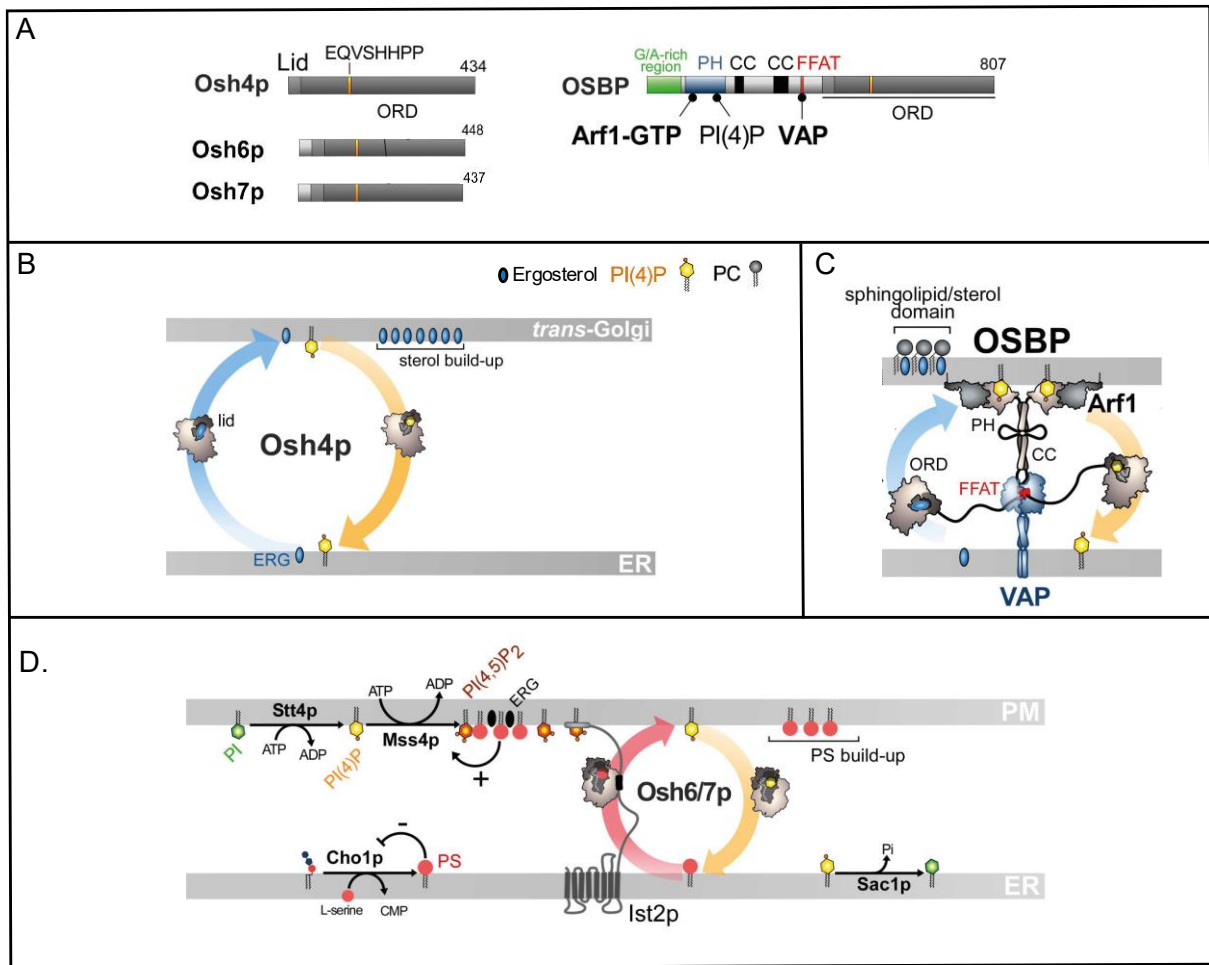 A
Lid
EQVSHHPP
434
Osh4p
ORD
448
Osh6p
437
Osh7p
G/A-rich
region
PH
CC
CC
FFAT
807
OSBP
ORD
Arf1-GTP
PI(4)P
VAP
B
Ergosterol
PI(4)P
PC
trans-Golgi
sterol build-up
lid
Osh4p
ERG
ER
C
sphingolipid/sterol
domain
OSBP
Arf1
PH
CC
ORD
FFAT
VAP
D.
PI(4,5)P2
ERG
ATP
ADP
PM
Stt4p
Mss4p
ATP
ADP
PI
PI(4)P
+
PS build-up
Osh6/7p
-
Cho1p
PS
L-serine
CMP
Ist2p
Pi
Sac1p
ER